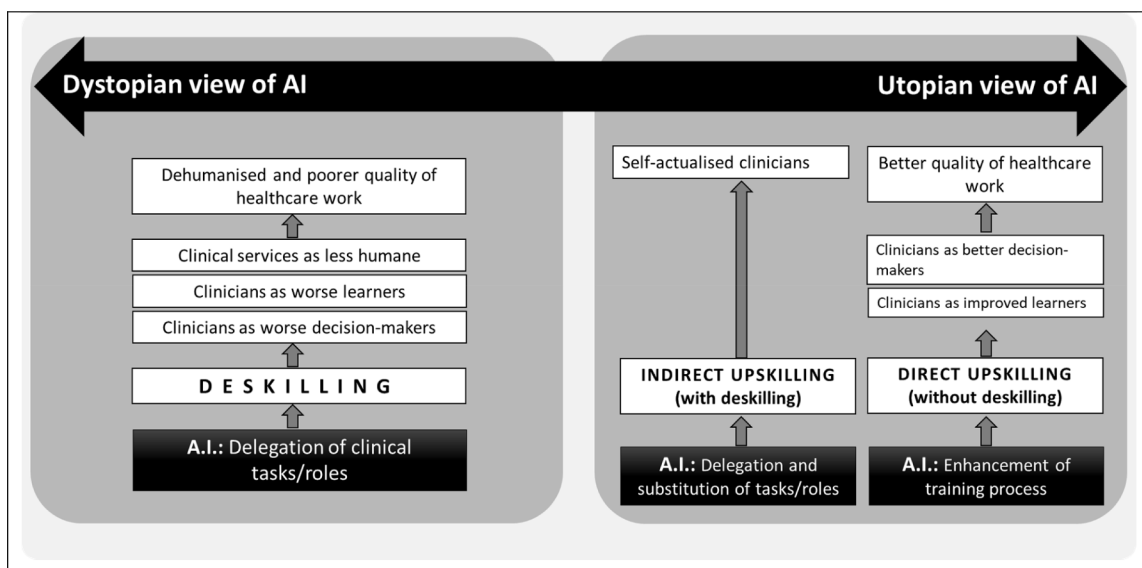 Dystopian view of AI
Utopian view of AI
Dehumanised and poorer quality of
healthcare work
Clinical services as less humane
Clinicians as worse learners
Clinicians as worse decision-makers
DESKILLING
A.I.: Delegation of clinical
tasks/roles
Self-actualised clinicians
INDIRECT UPSKILLING
(with deskilling)
A.I.: Delegation and
substitution of tasks/roles
Better quality of healthcare
work
Clinicians as better decision-
makers
Clinicians as improved learners
DIRECT UPSKILLING
(without deskilling)
A.I.: Enhancement of
training process